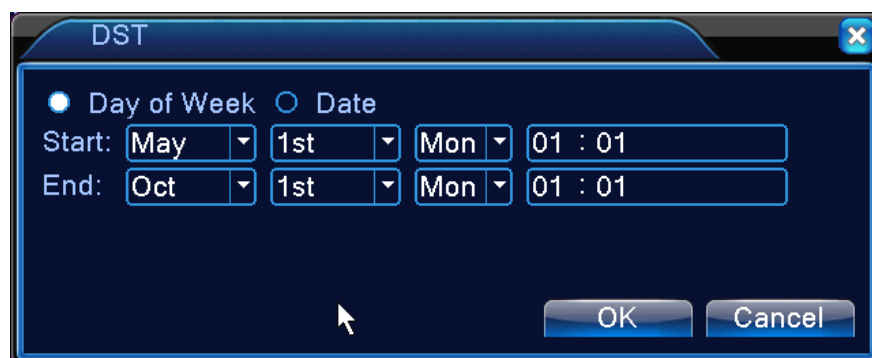 DST
Day of Week Date
Start: May 1st Mon 01 : 01
End: Oct 1st Mon 01 : 01
OK Cancel